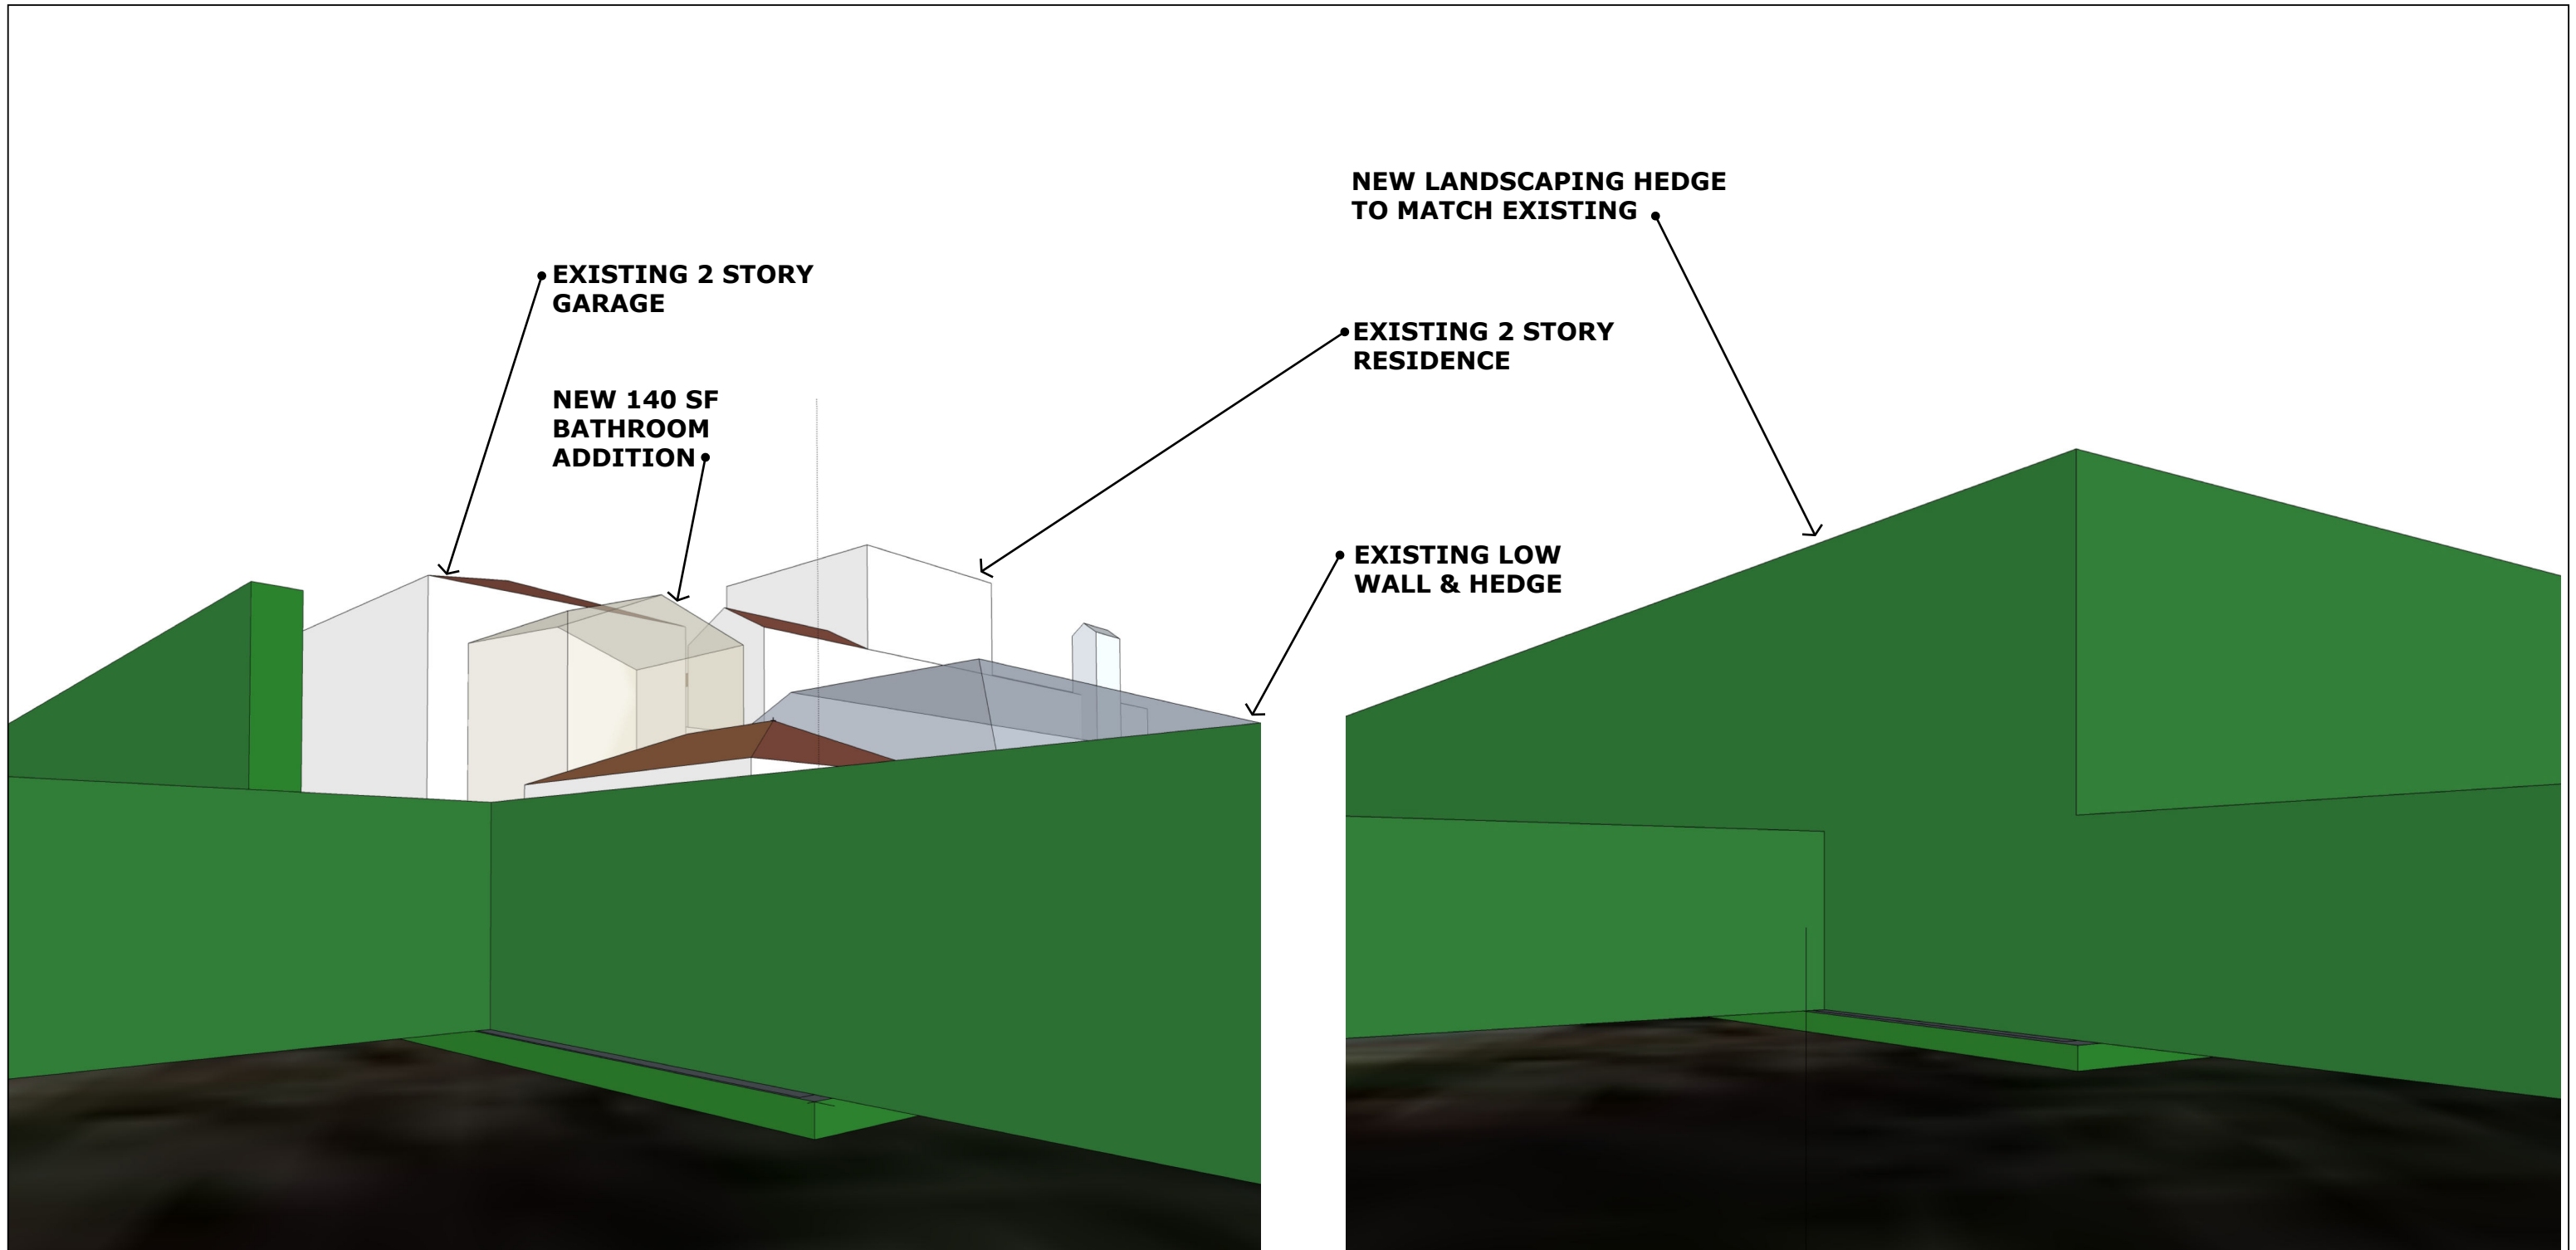 NEW LANDSCAPING HEDGE
TO MATCH EXISTING
EXISTING 2 STORY
GARAGE
EXISTING 2 STORY
RESIDENCE
NEW 140 SF
BATHROOM
ADDITION
EXISTING LOW
WALL & HEDGE